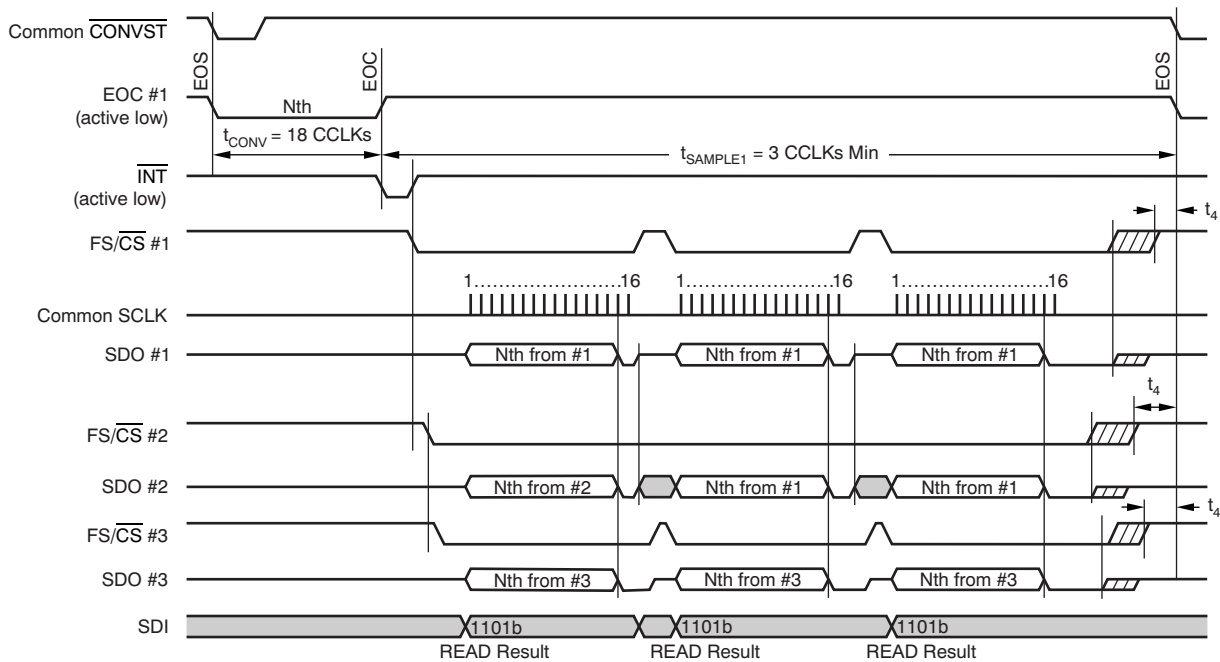 Common CONVST
EOS
EOC
EOS
EOC #1
(active low)
Nth
tCONV = 18 CCLKs
tSAMPLE1 = 3 CCLKs Min
INT
(active low)
t4
FS/CS #1
1......................16
1......................16
1......................16
Common SCLK
SDO #1
Nth from #1
Nth from #1
Nth from #1
t4
FS/CS #2
SDO #2
Nth from #2
Nth from #1
Nth from #1
t4
FS/CS #3
SDO #3
Nth from #3
Nth from #3
Nth from #3
SDI
1101b
1101b
1101b
READ Result
READ Result
READ Result